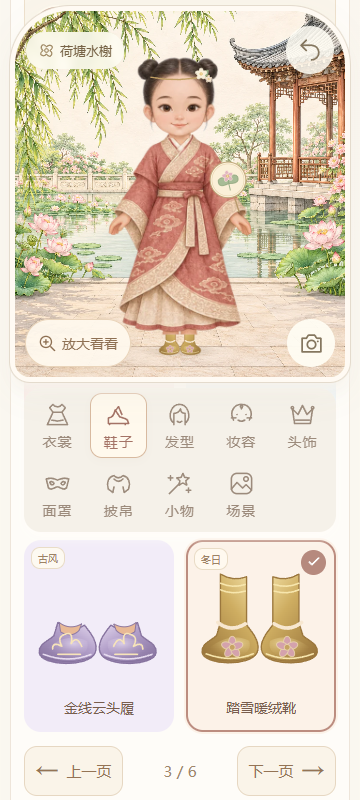 荷塘水榭
放大看看
衣裳
鞋子
发型
妆容
头饰
面罩
披帛
小物
场景
古风
金线云头履
冬日
踏雪暖绒靴
← 上一页
3 / 6
下一页 →